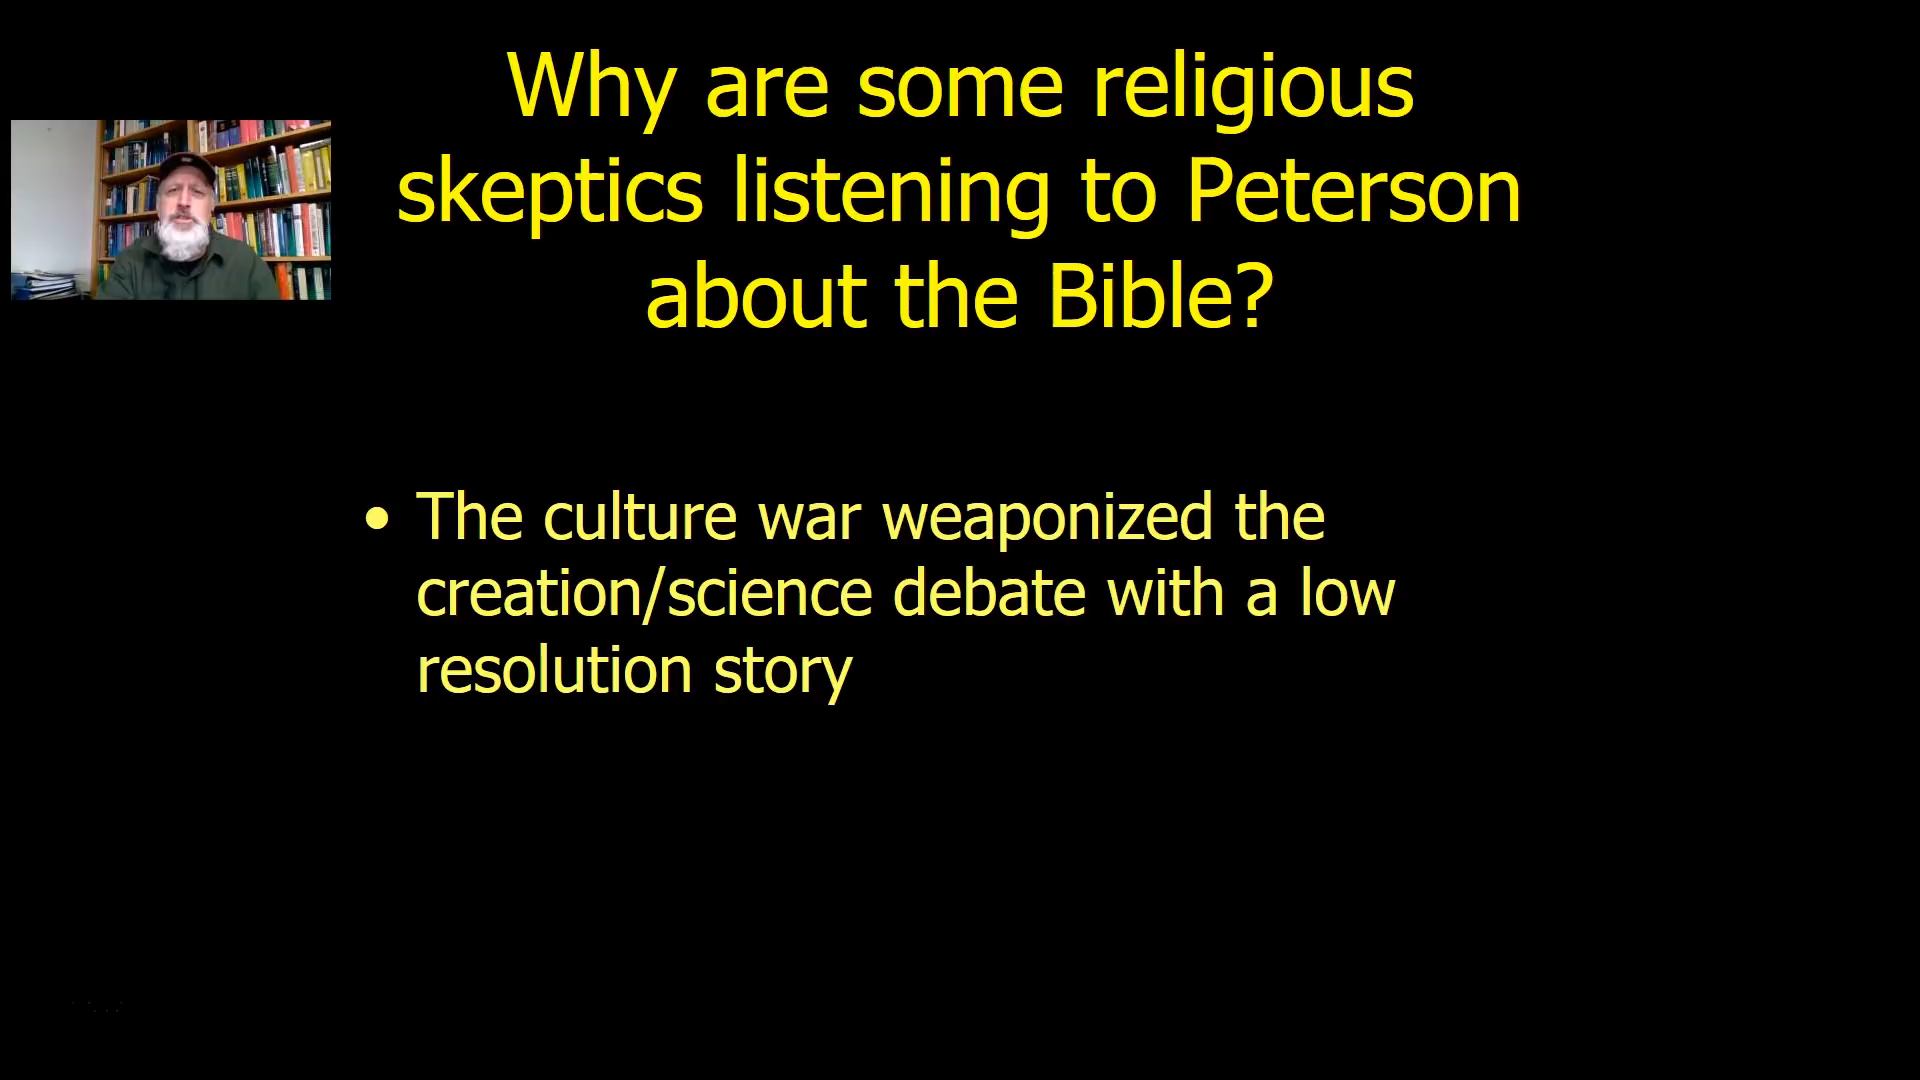 Why are some religious
skeptics listening to Peterson
about the Bible?
• The culture war weaponized the
creation/science debate with a low
resolution story